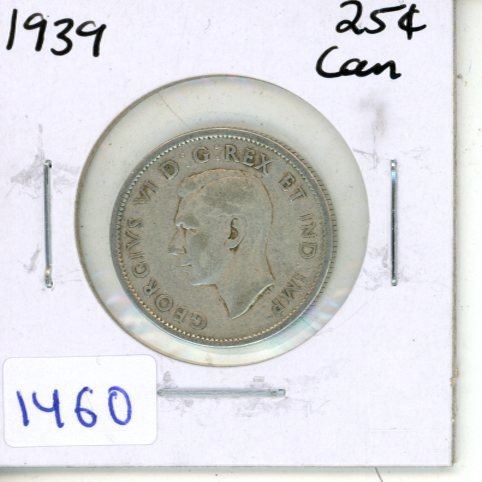 1939
25¢
Can
GEORGIVS VI D: G: REX ET IND: IMP:
1460